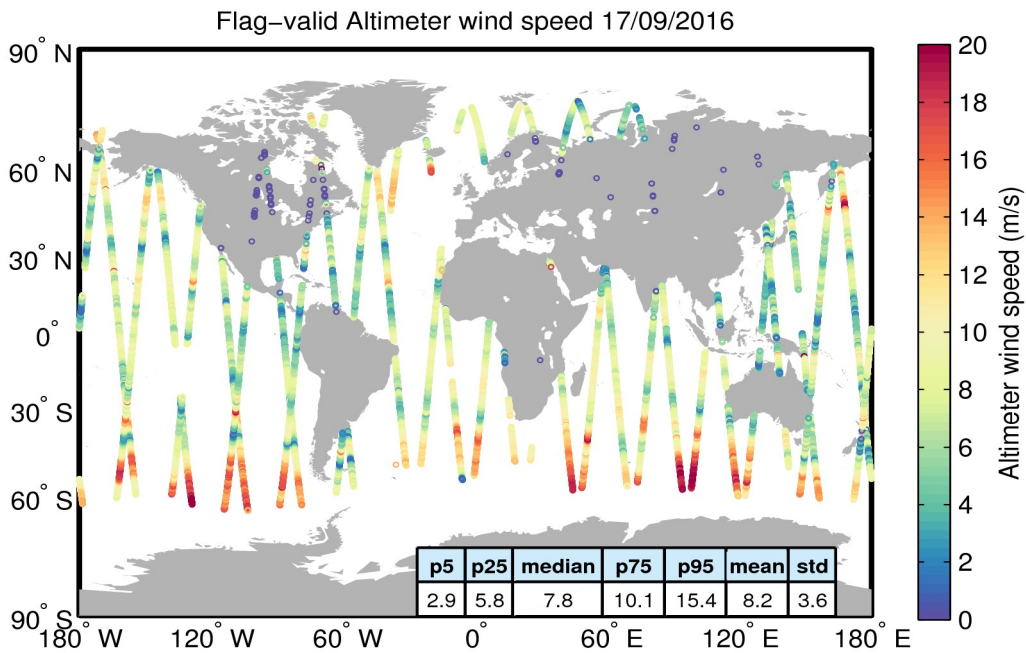 Flag−valid Altimeter wind speed 17/09/2016
90° N
60° N
30° N
0°
30° S
60° S
90° S
180° W
120° W
60° W
0°
60° E
120° E
180° E
p5 p25 median p75 p95 mean std
2.9 5.8 7.8 10.1 15.4 8.2 3.6
20
18
16
14
12
10
8
6
4
2
0
Altimeter wind speed (m/s)